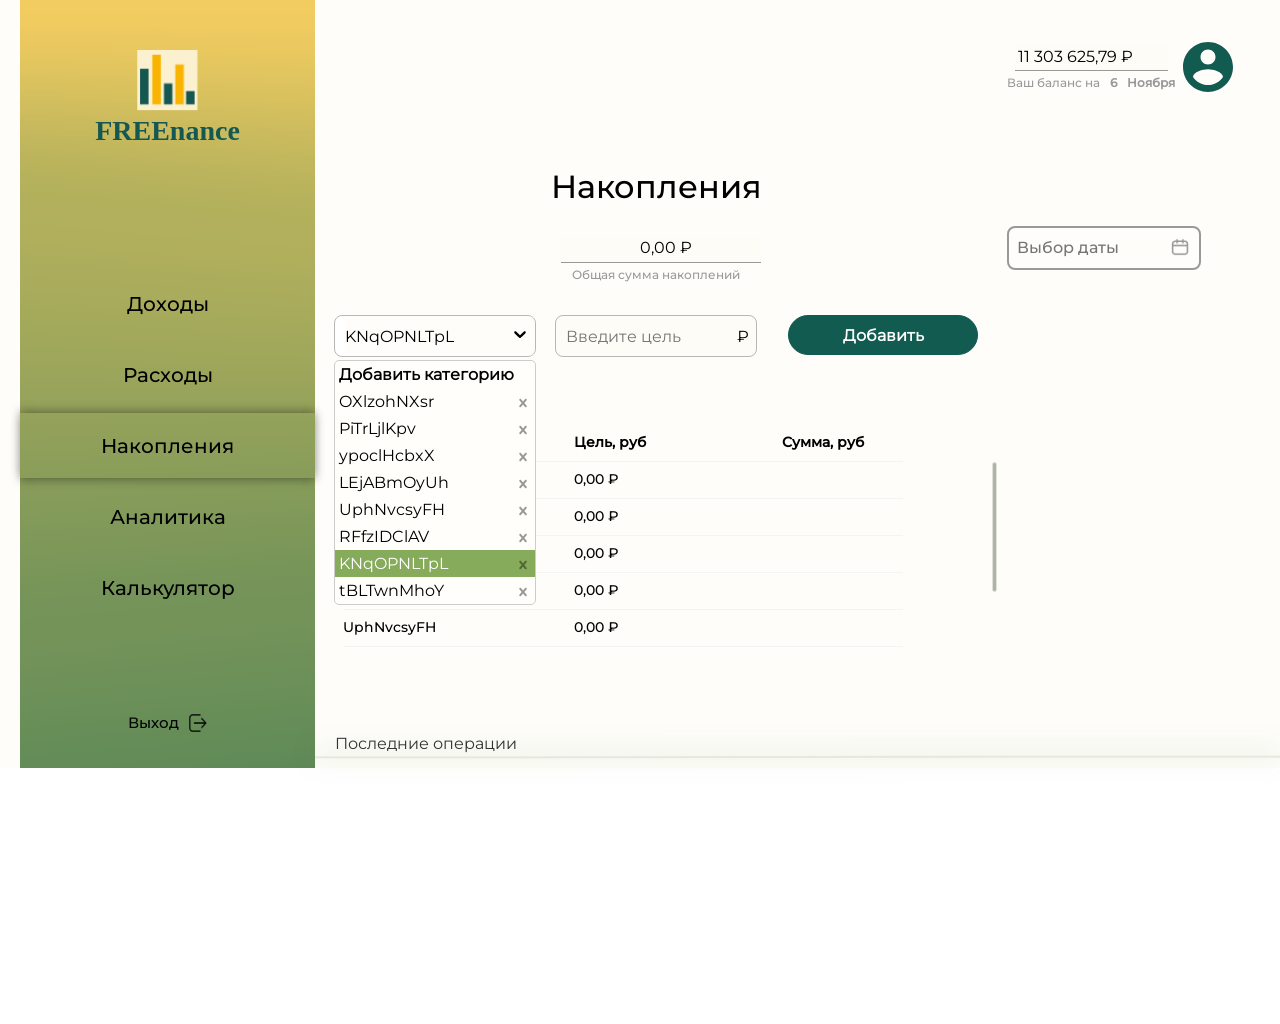 FREEnance
Доходы
Расходы
Накопления
Аналитика
Калькулятор
Выход
11 303 625,79 ₽
Ваш баланс на 6 Ноября
Накопления
0,00 ₽
Общая сумма накоплений
Выбор даты
KNqOPNLTpL
Введите цель ₽
Добавить
Добавить категорию
OXlzohNXsr x
PiTrLjlKpv x
ypoclHcbxX x
LEjABmOyUh x
UphNvcsyFH x
RFfzIDClAV x
KNqOPNLTpL x
tBLTwnMhoY x
Цель, руб Сумма, руб
0,00 ₽
0,00 ₽
0,00 ₽
0,00 ₽
UphNvcsyFH 0,00 ₽
Последние операции